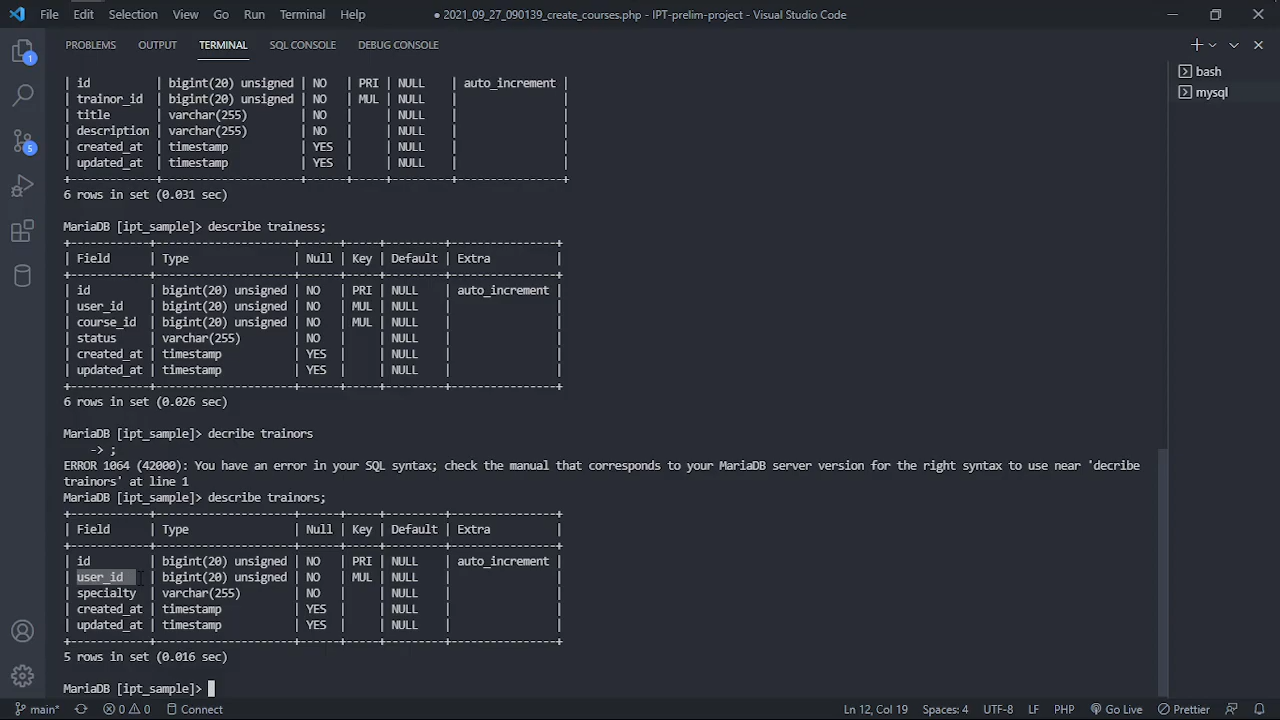 File Edit Selection View Go Run Terminal Help
● 2021_09_27_090139_create_courses.php - IPT-prelim-project - Visual Studio Code
PROBLEMS OUTPUT TERMINAL SQL CONSOLE DEBUG CONSOLE
1
5
bash
mysql
| id | bigint(20) unsigned | NO | PRI | NULL | auto_increment |
| trainor_id | bigint(20) unsigned | NO | MUL | NULL | |
| title | varchar(255) | NO | | NULL | |
| description | varchar(255) | NO | | NULL | |
| created_at | timestamp | YES | | NULL | |
| updated_at | timestamp | YES | | NULL | |
+-------------+---------------------+------+-----+---------+----------------+
6 rows in set (0.031 sec)
MariaDB [ipt_sample]> describe trainess;
+------------+---------------------+------+-----+---------+----------------+
| Field | Type | Null | Key | Default | Extra |
+------------+---------------------+------+-----+---------+----------------+
| id | bigint(20) unsigned | NO | PRI | NULL | auto_increment |
| user_id | bigint(20) unsigned | NO | MUL | NULL | |
| course_id | bigint(20) unsigned | NO | MUL | NULL | |
| status | varchar(255) | NO | | NULL | |
| created_at | timestamp | YES | | NULL | |
| updated_at | timestamp | YES | | NULL | |
+------------+---------------------+------+-----+---------+----------------+
6 rows in set (0.026 sec)
MariaDB [ipt_sample]> decribe trainors
-> ;
ERROR 1064 (42000): You have an error in your SQL syntax; check the manual that corresponds to your MariaDB server version for the right syntax to use near 'decribe
trainors' at line 1
MariaDB [ipt_sample]> describe trainors;
+------------+---------------------+------+-----+---------+----------------+
| Field | Type | Null | Key | Default | Extra |
+------------+---------------------+------+-----+---------+----------------+
| id | bigint(20) unsigned | NO | PRI | NULL | auto_increment |
| user_id | bigint(20) unsigned | NO | MUL | NULL | |
| specialty | varchar(255) | NO | | NULL | |
| created_at | timestamp | YES | | NULL | |
| updated_at | timestamp | YES | | NULL | |
+------------+---------------------+------+-----+---------+----------------+
5 rows in set (0.016 sec)
MariaDB [ipt_sample]>
main* 0 0 Connect Ln 12, Col 19 Spaces: 4 UTF-8 LF PHP Go Live Prettier